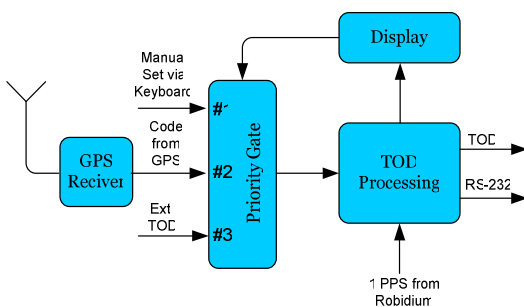 Display
Manual
Set via
Keyboard
#1
Code
from
GPS
#2
GPS
Reciver
Priority Gate
TOD
Processing
TOD
RS-232
Ext
TOD
#3
1 PPS from
Robidium